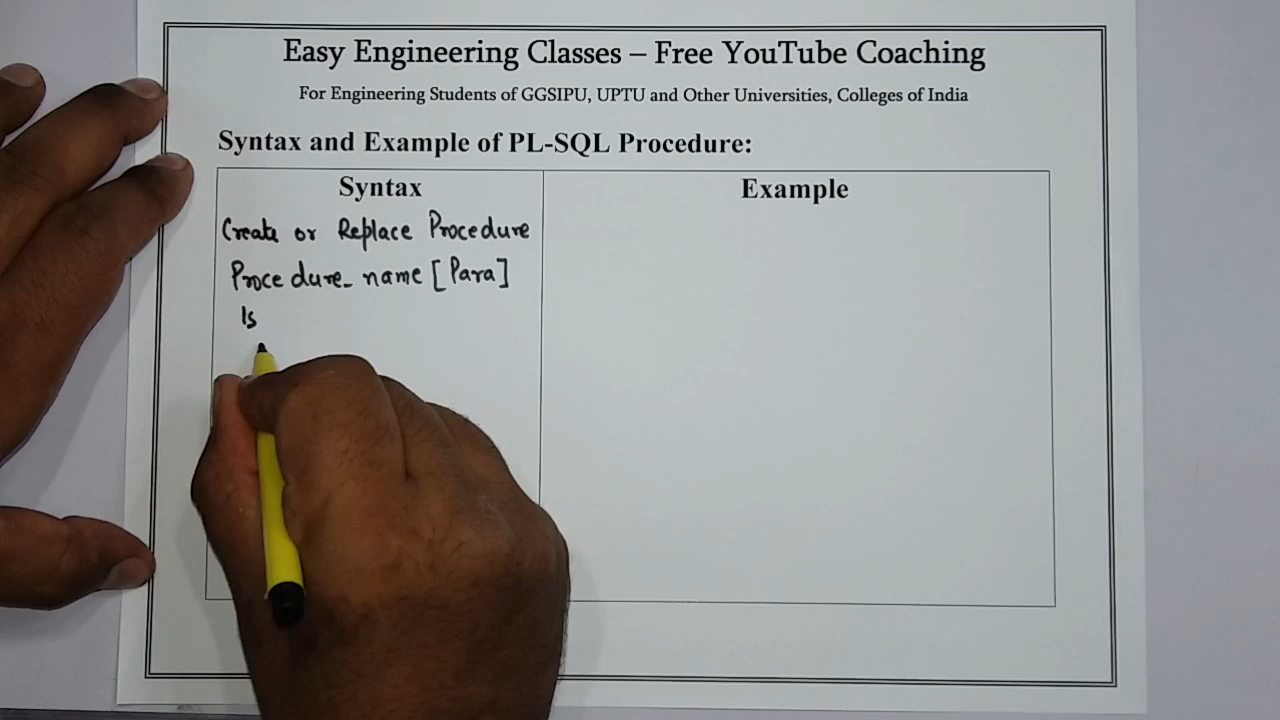 Easy Engineering Classes – Free YouTube Coaching
For Engineering Students of GGSIPU, UPTU and Other Universities, Colleges of India
Syntax and Example of PL-SQL Procedure:
Syntax
Example
Create or Replace Procedure
Procedure_name [Para]
Is